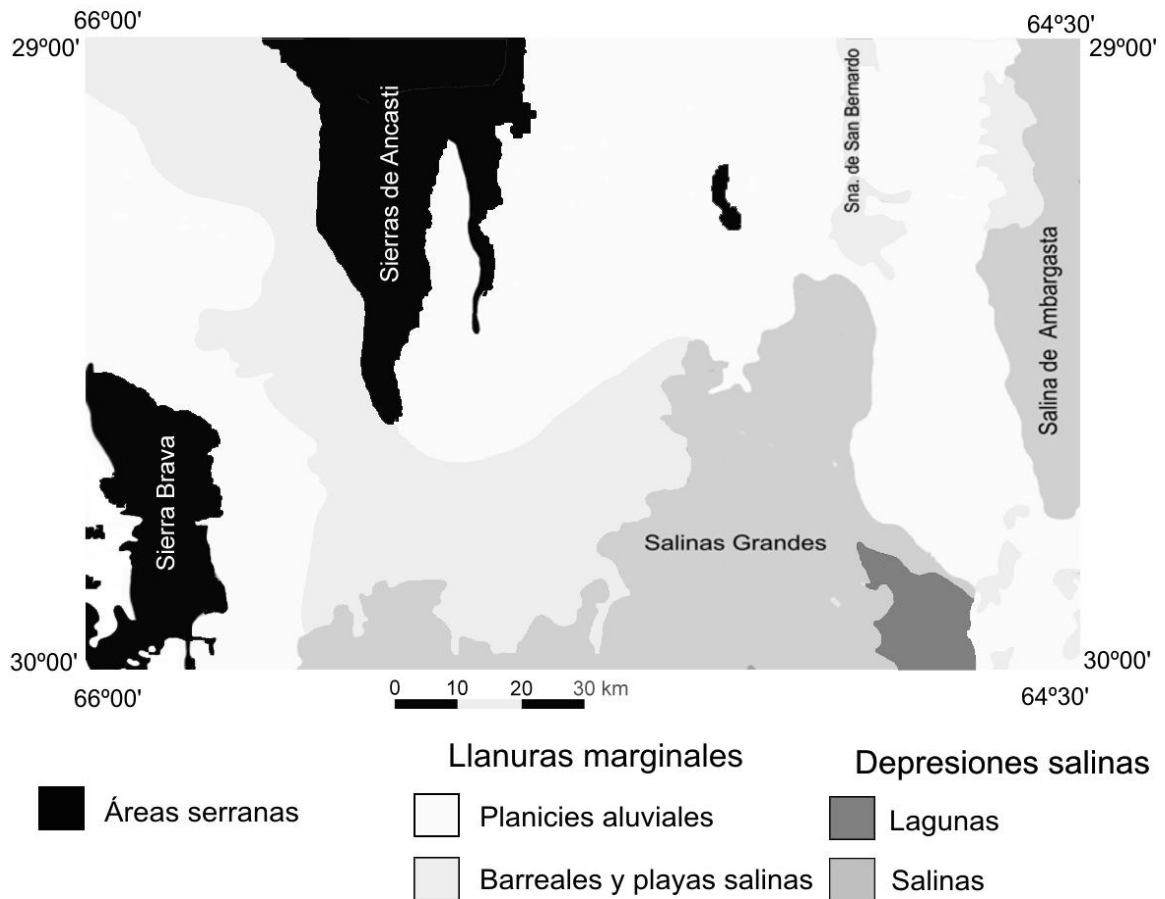 66º00'
64º30'
29º00'
29º00'
Sierras de Ancasti
Sna. de San Bernardo
Salina de Ambargasta
Sierra Brava
Salinas Grandes
30º00'
30º00'
66º00'
64º30'
0 10 20 30 km
Llanuras marginales
Depresiones salinas
Áreas serranas
Planicies aluviales
Lagunas
Barreales y playas salinas
Salinas